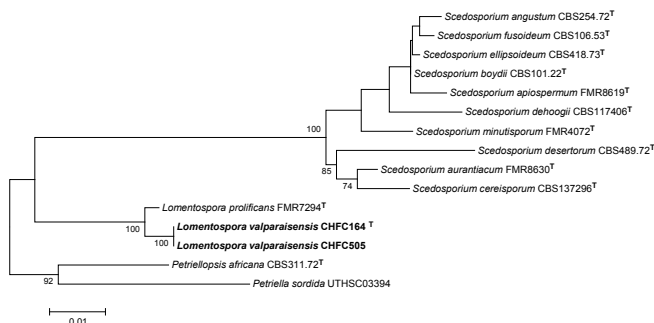 Scedosporium angustum CBS254.72T
Scedosporium fusoideum CBS106.53T
Scedosporium ellipsoideum CBS418.73T
Scedosporium boydii CBS101.22T
Scedosporium apiospermum FMR8619T
Scedosporium dehoogii CBS117406T
Scedosporium minutisporum FMR4072T
100
Scedosporium desertorum CBS489.72T
85
Scedosporium aurantiacum FMR8630T
74
Scedosporium cereisporum CBS137296T
Lomentospora prolificans FMR7294T
100
Lomentospora valparaisensis CHFC164 T
100
Lomentospora valparaisensis CHFC505
Petriellopsis africana CBS311.72T
92
Petriella sordida UTHSC03394
0.01